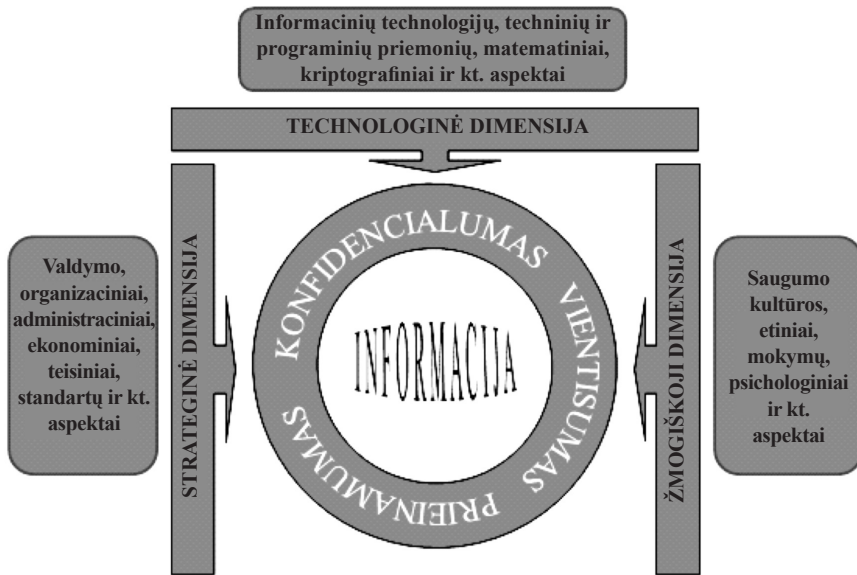 Informacinių technologijų, techninių ir
programinių priemonių, matematiniai,
kriptografiniai ir kt. aspektai
TECHNOLOGINĖ DIMENSIJA
Valdymo,
organizaciniai,
administraciniai,
ekonominiai,
teisiniai,
standartų ir kt.
aspektai
STRATEGINĖ DIMENSIJA
KONFIDENCIALUMAS
VIENTISUMAS
PRIEINAMUMAS
INFORMACIJA
ŽMOGIŠKOJI DIMENSIJA
Saugumo
kultūros,
etiniai,
mokymų,
psichologiniai
ir kt.
aspektai